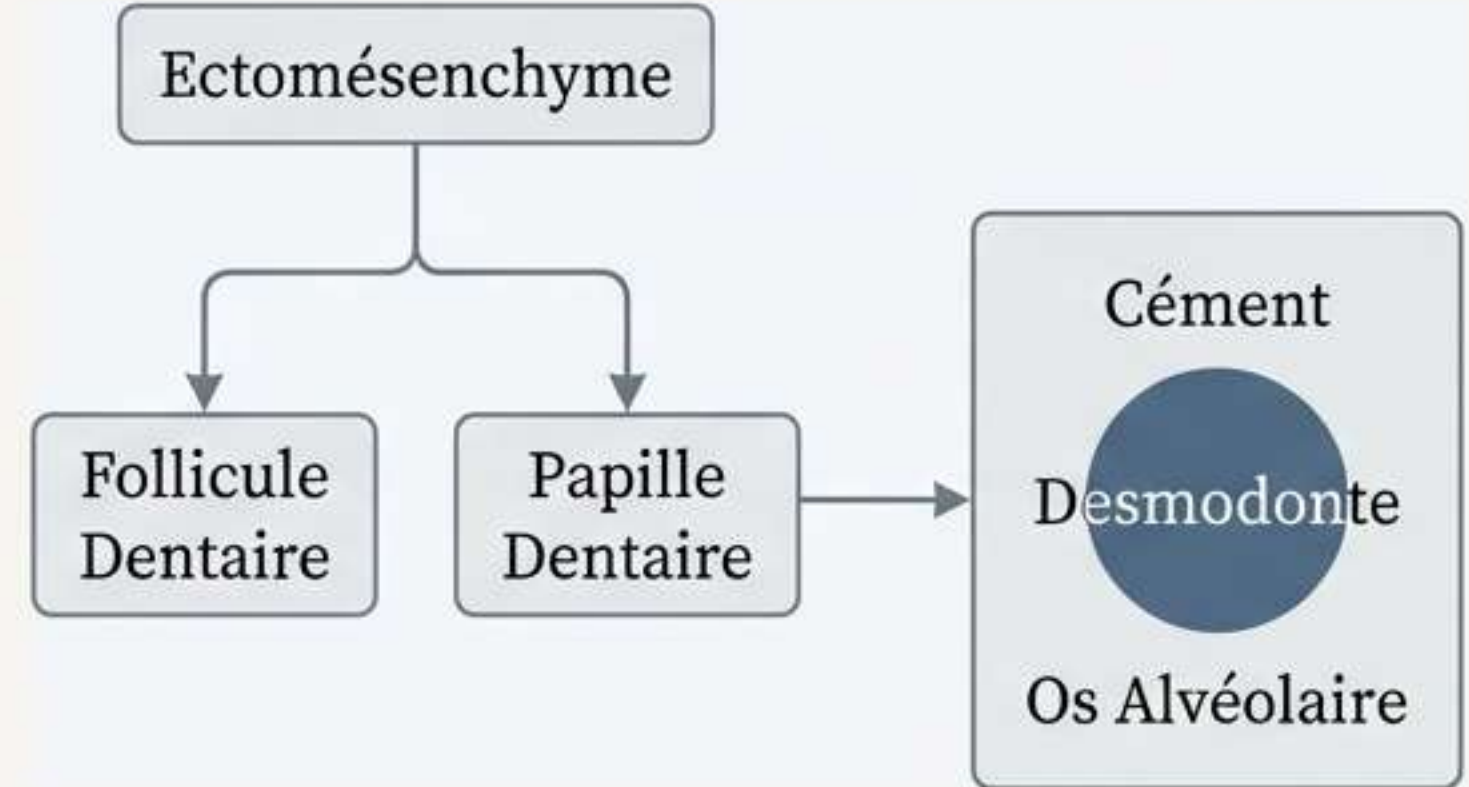 Ectomésenchyme
Follicule
Dentaire
Papille
Dentaire
Cément
Desmodonte
Os Alvéolaire